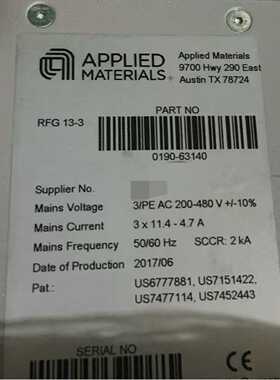 APPLIED MATERIALS
Applied Materials
9700 Hwy 290 East
Austin TX 78724
PART NO
RFG 13-3
0190-63140
Supplier No.
Mains Voltage 3/PE AC 200-480 V +/-10%
Mains Current 3 x 11.4 - 4.7 A
Mains Frequency 50/60 Hz SCCR: 2 kA
Date of Production 2017/06
Pat.: US6777881, US7151422,
US7477114, US7452443
SERIAL NO
CE